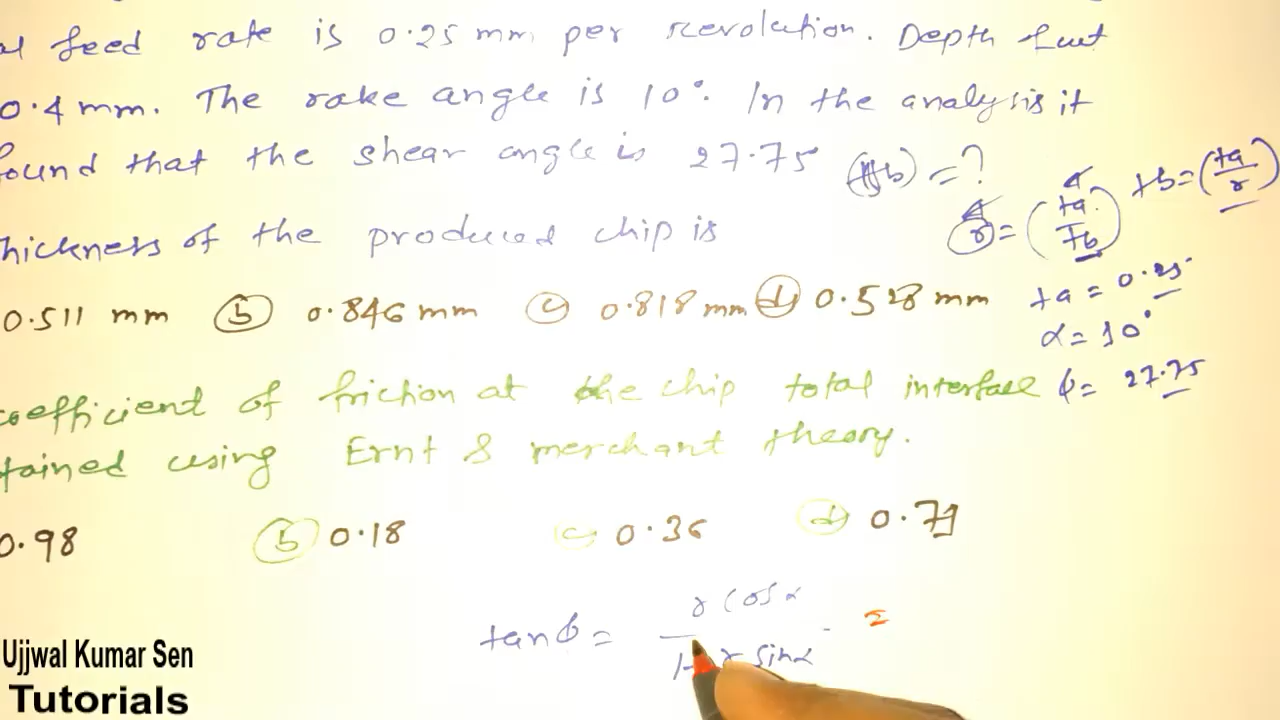 al feed rate is 0.25 mm per revolution. Depth of cut
0.4 mm. The rake angle is 10°. In the analysis it
found that the shear angle is 27.75 (tb) = ?
r = (ta/tb) tb = (ta/r)
hickness of the produced chip is
0.511 mm (b) 0.846 mm (c) 0.818 mm (d) 0.528 mm
ta = 0.25
α = 10°
φ = 27.75
coefficient of friction at the chip total interface
tained using Ernt & merchant theory.
0.98 (b) 0.18 (c) 0.36 (d) 0.71
tanφ = r cosα / 1- r sinα =
Ujjwal Kumar Sen
Tutorials